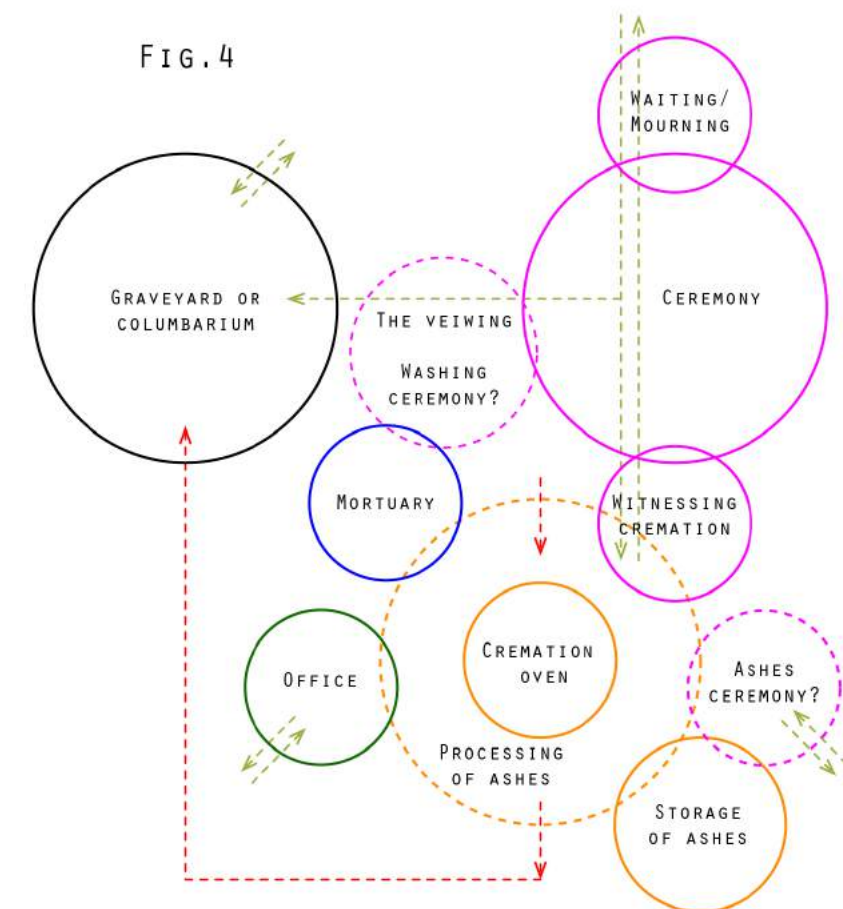 FIG.4
WAITING/
MOURNING
GRAVEYARD OR
COLUMBARIUM
CEREMONY
THE VEIWING
WASHING
CEREMONY?
MORTUARY
WITNESSING
CREMATION
OFFICE
CREMATION
OVEN
ASHES
CEREMONY?
PROCESSING
OF ASHES
STORAGE
OF ASHES